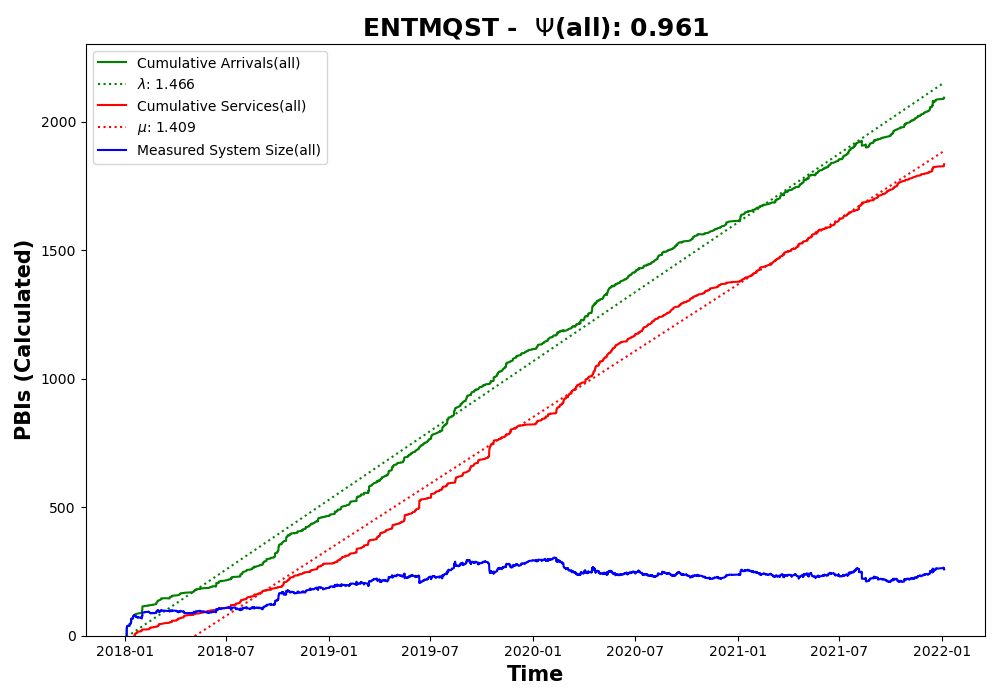 ENTMQST - Ψ(all): 0.961
Cumulative Arrivals(all)
λ: 1.466
Cumulative Services(all)
μ: 1.409
Measured System Size(all)
PBIs (Calculated)
2000
1500
1000
500
0
2018-01 2018-07 2019-01 2019-07 2020-01 2020-07 2021-01 2021-07 2022-01
Time